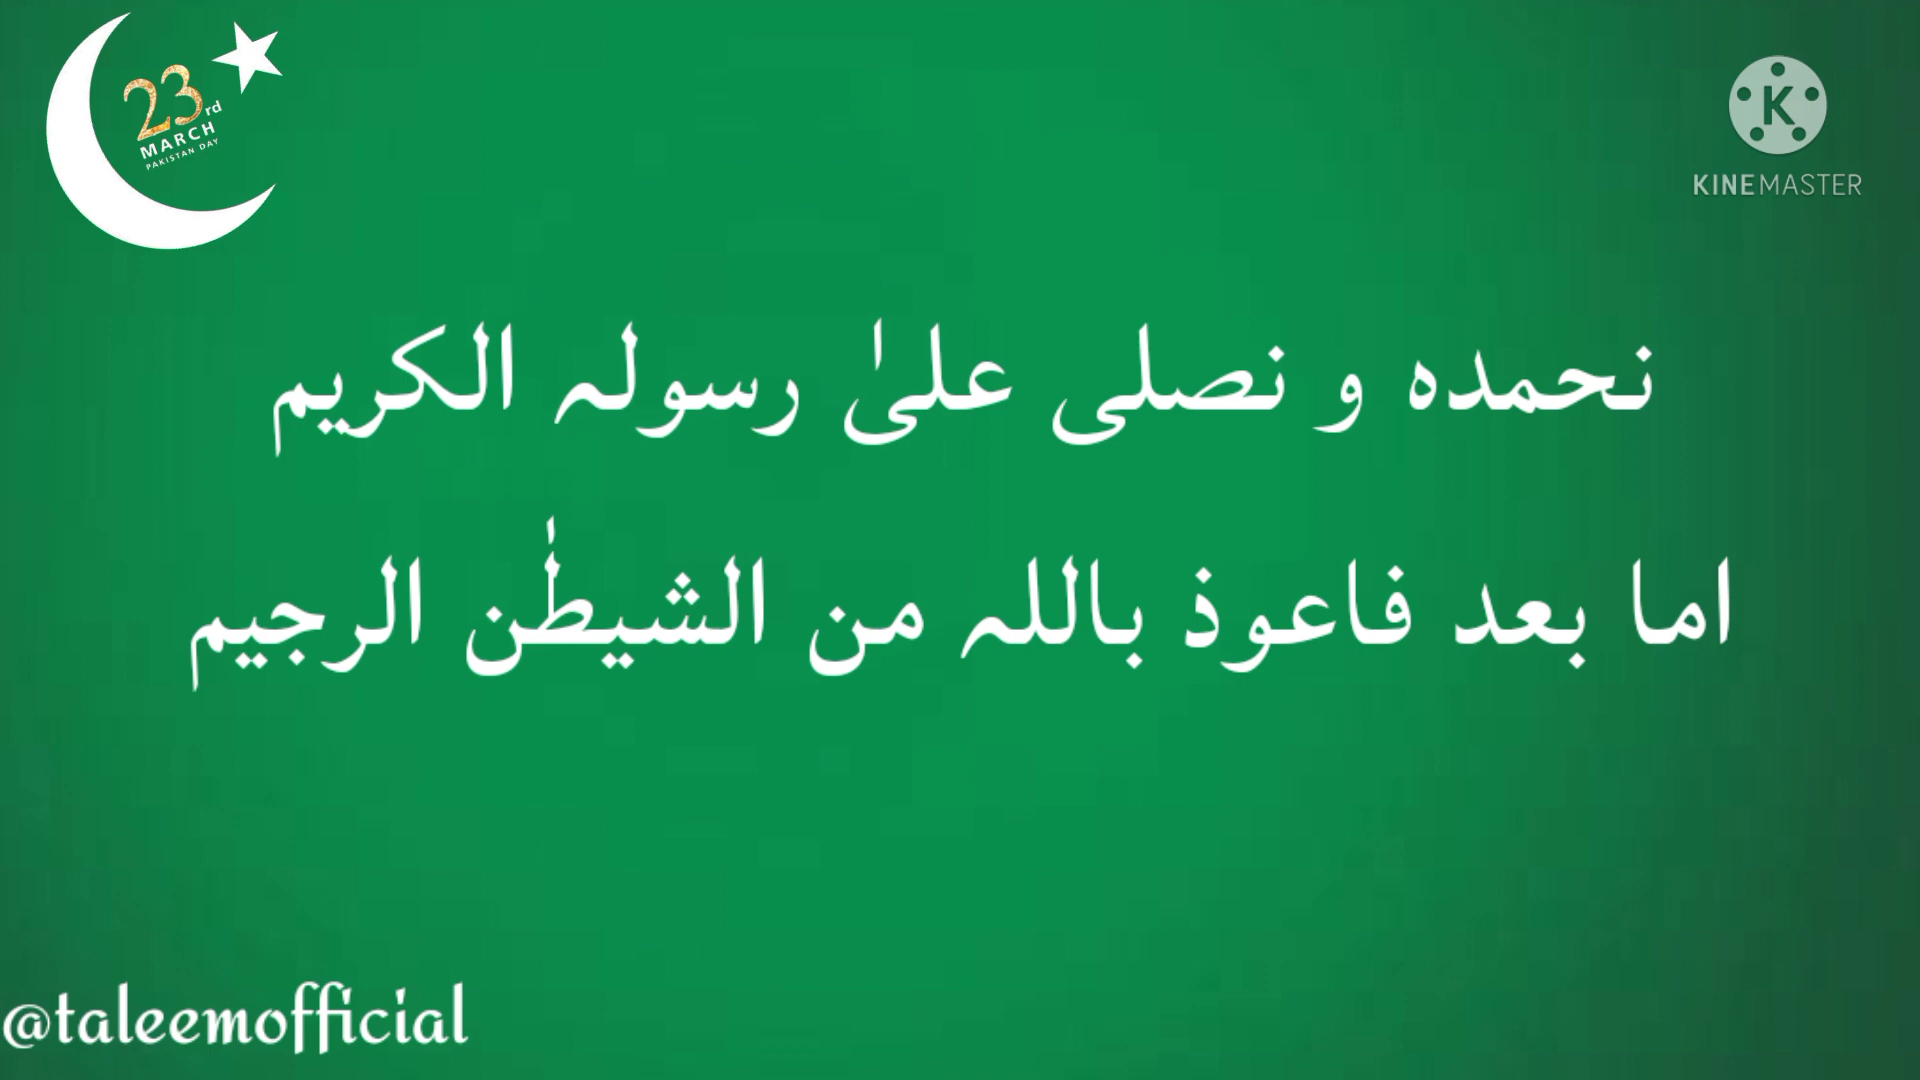 23rd
MARCH
PAKISTAN DAY
K
KINEMASTER
نحمدہ و نصلی علیٰ رسولہ الکریم
اما بعد فاعوذ باللہ من الشیطٰن الرجیم
@taleemofficial